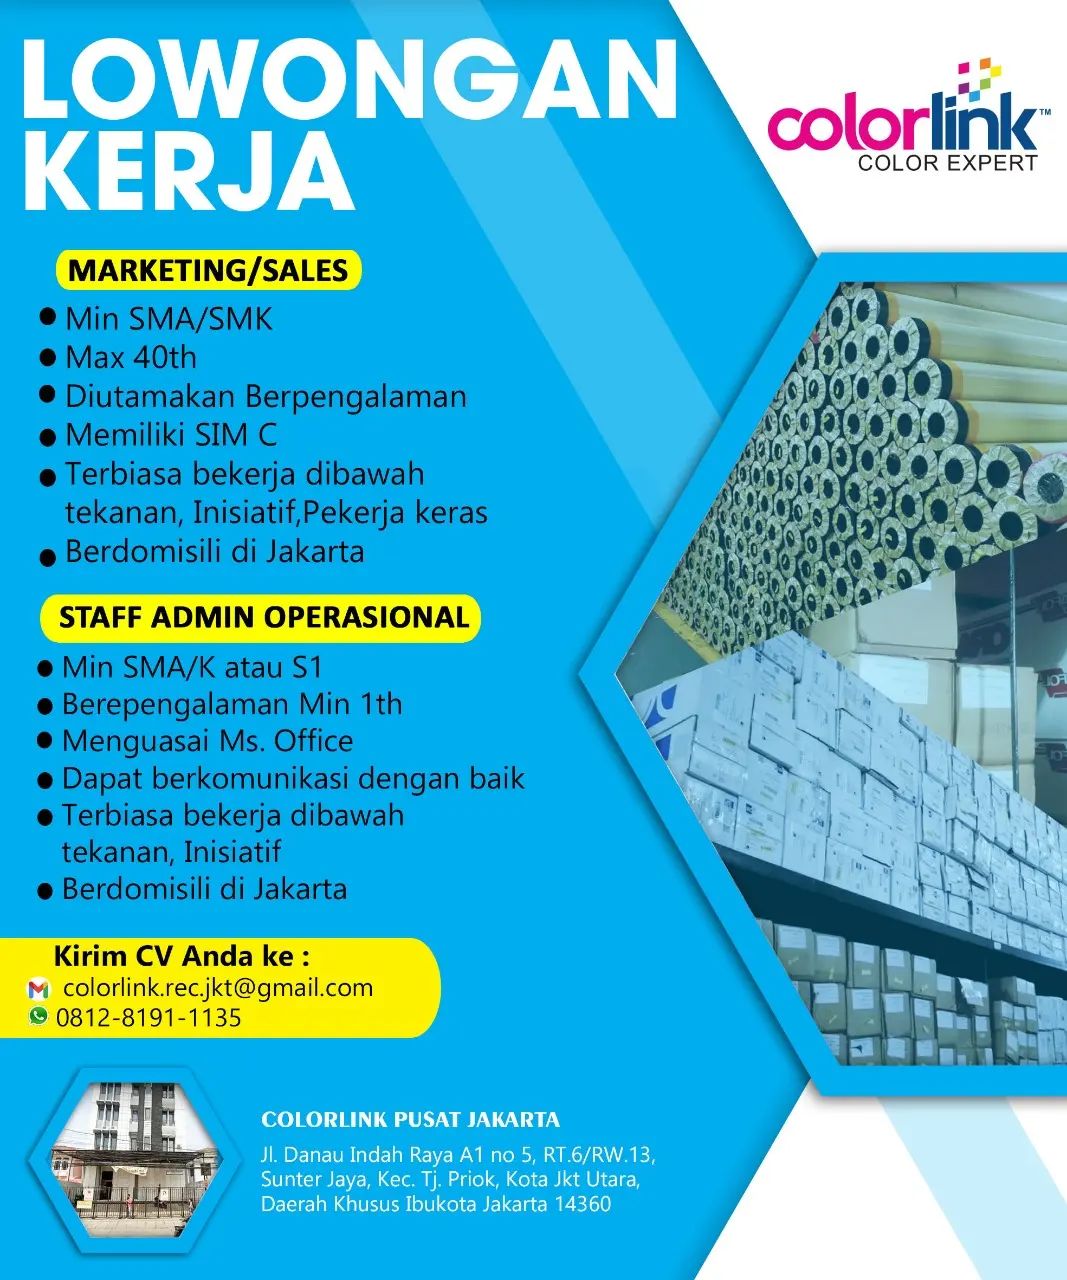 LOWONGAN
KERJA
colorlink™
COLOR EXPERT
MARKETING/SALES
● Min SMA/SMK
● Max 40th
● Diutamakan Berpengalaman
● Memiliki SIM C
● Terbiasa bekerja dibawah
tekanan, Inisiatif,Pekerja keras
● Berdomisili di Jakarta
STAFF ADMIN OPERASIONAL
● Min SMA/K atau S1
● Berepengalaman Min 1th
● Menguasai Ms. Office
● Dapat berkomunikasi dengan baik
● Terbiasa bekerja dibawah
tekanan, Inisiatif
● Berdomisili di Jakarta
Kirim CV Anda ke :
colorlink.rec.jkt@gmail.com
0812-8191-1135
COLORLINK PUSAT JAKARTA
Jl. Danau Indah Raya A1 no 5, RT.6/RW.13,
Sunter Jaya, Kec. Tj. Priok, Kota Jkt Utara,
Daerah Khusus Ibukota Jakarta 14360